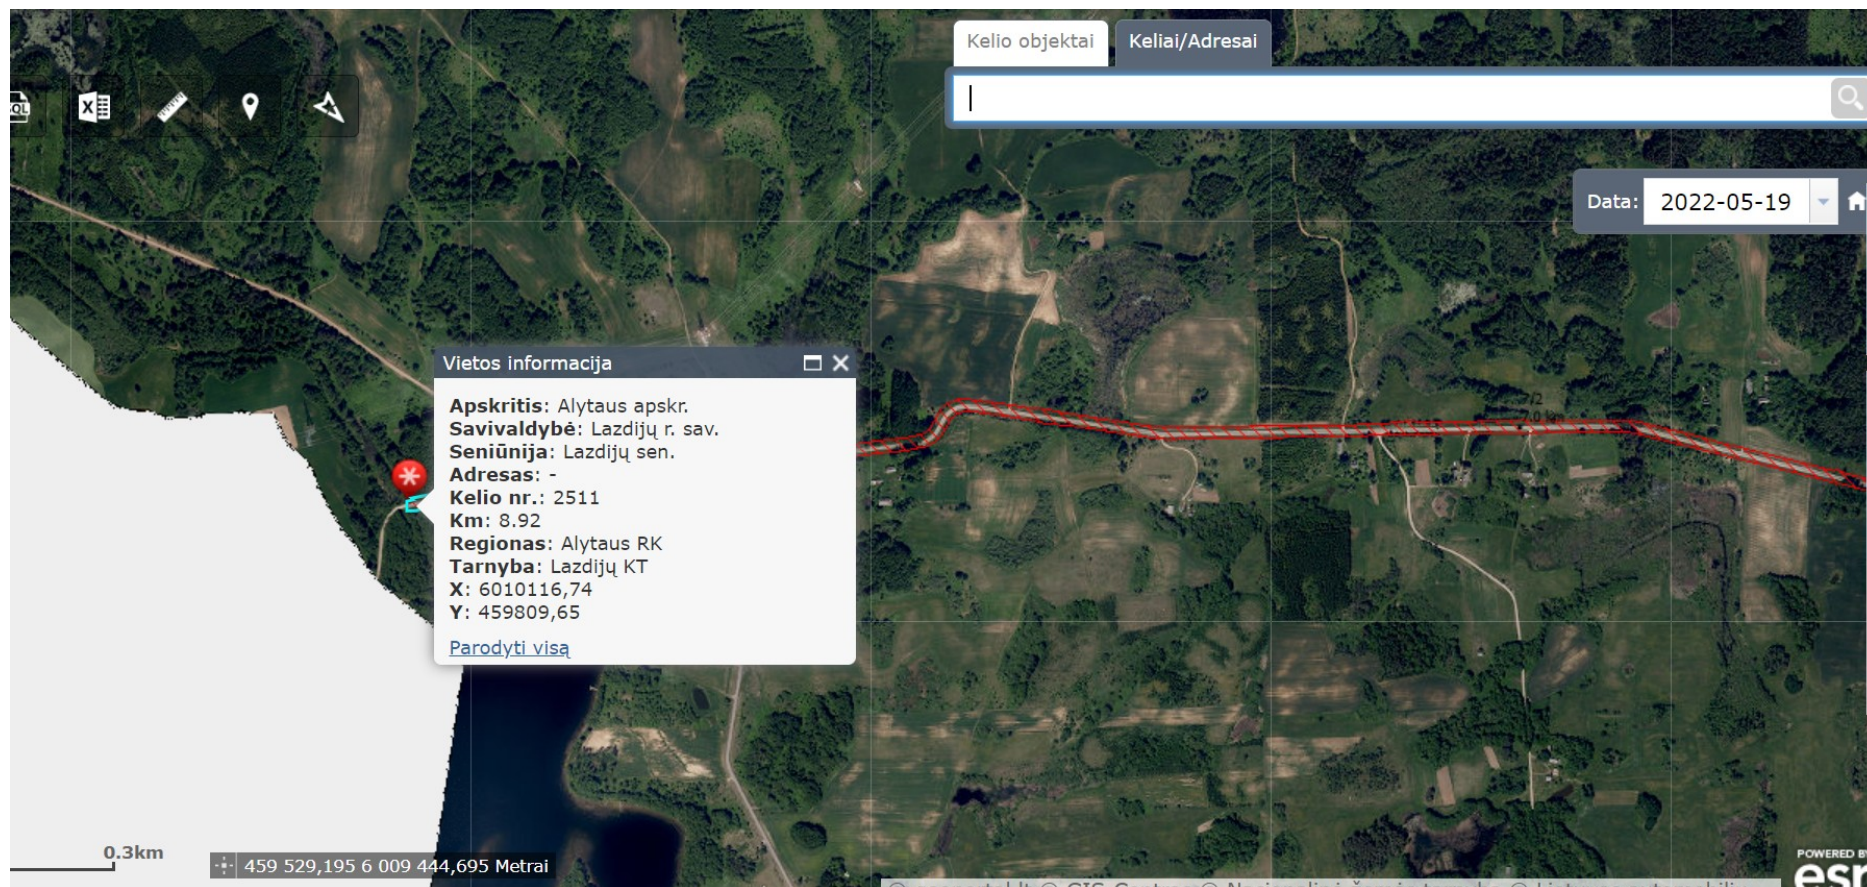 Kelio objektai
Keliai/Adresai
Data: 2022-05-19
Vietos informacija
Apskritis: Alytaus apskr.
Savivaldybė: Lazdijų r. sav.
Seniūnija: Lazdijų sen.
Adresas: -
Kelio nr.: 2511
Km: 8.92
Regionas: Alytaus RK
Tarnyba: Lazdijų KT
X: 6010116,74
Y: 459809,65
Parodyti visą
0.3km
459 529,195 6 009 444,695 Metrai
POWERED BY
esri